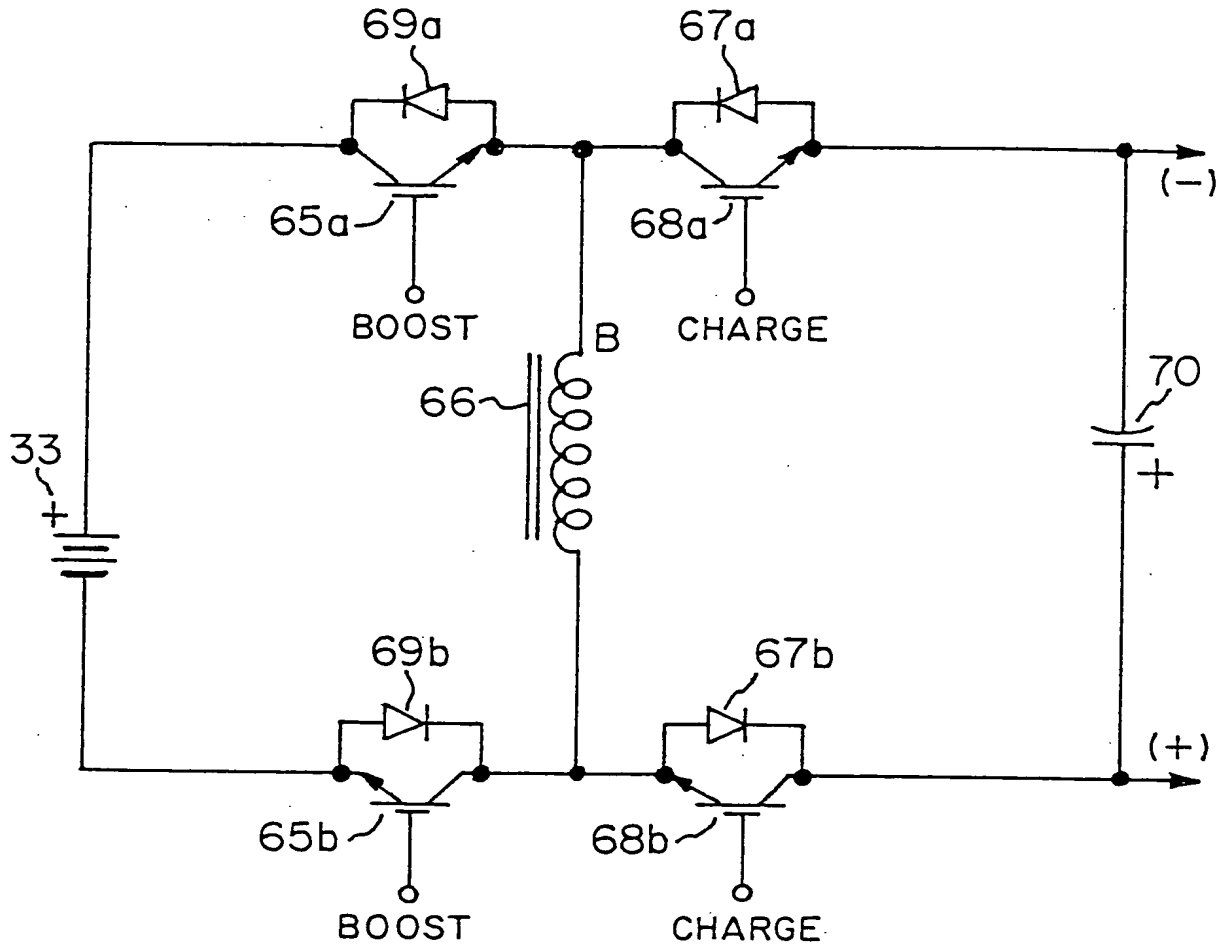 69a
67a
(-)
65a
68a
BOOST
CHARGE
B
66
70
33
+
+
69b
67b
(+)
65b
68b
BOOST
CHARGE